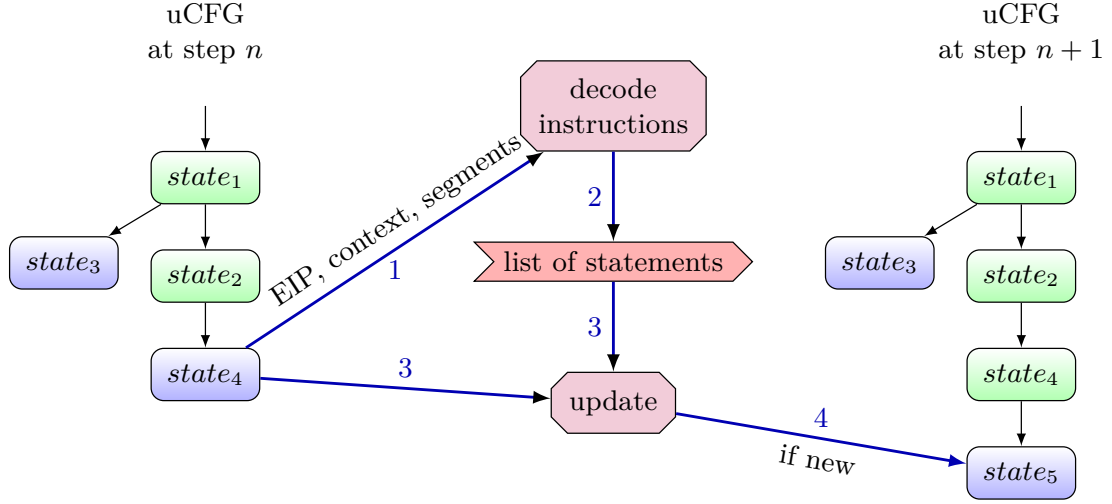 uCFG
at step n
state₁
state₃
state₂
state₄
EIP, context, segments
1
decode
instructions
2
list of statements
3
3
update
4
if new
uCFG
at step n + 1
state₁
state₃
state₂
state₄
state₅